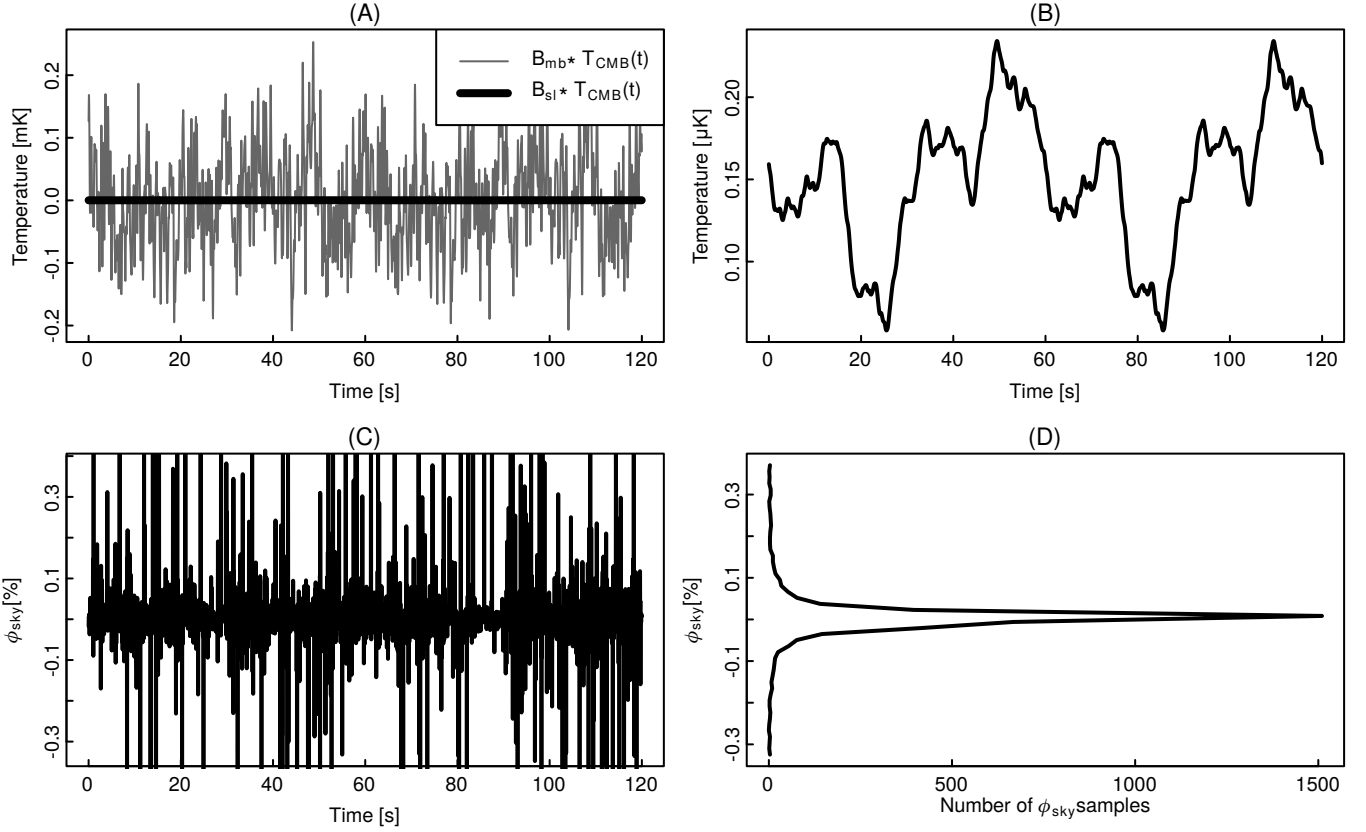 (A)
Temperature [mK]
0.2
0.1
0.0
-0.1
-0.2
B_mb* T_CMB(t)
B_sl* T_CMB(t)
0 20 40 60 80 100 120
Time [s]
(B)
Temperature [µK]
0.20
0.15
0.10
0 20 40 60 80 100 120
Time [s]
(C)
ϕ_sky[%]
0.3
0.1
-0.1
-0.3
0 20 40 60 80 100 120
Time [s]
(D)
ϕ_sky[%]
0.3
0.1
-0.1
-0.3
0 500 1000 1500
Number of ϕ_sky samples